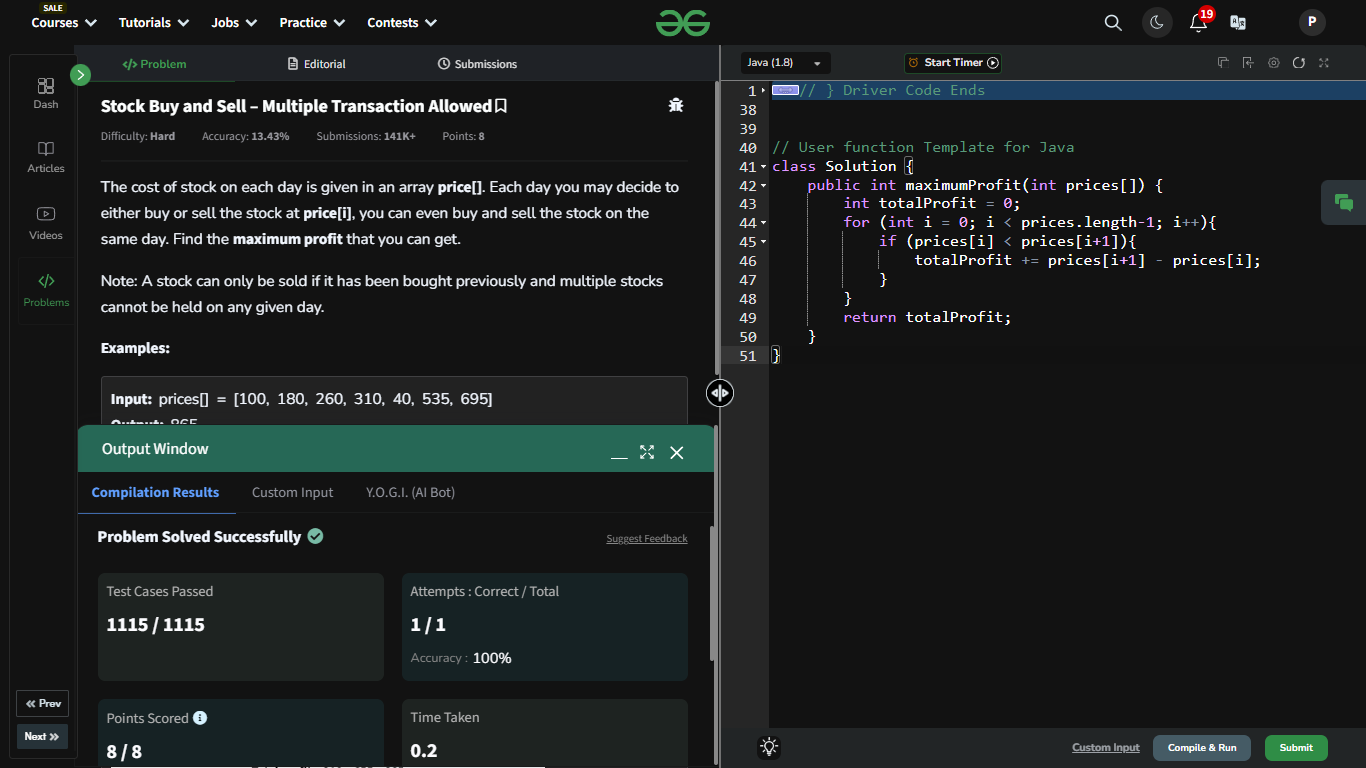 SALE
Courses Tutorials Jobs Practice Contests
19
P
Problem Editorial Submissions
Dash
Articles
Videos
Problems
Prev
Next
Stock Buy and Sell – Multiple Transaction Allowed
Difficulty: Hard Accuracy: 13.43% Submissions: 141K+ Points: 8
The cost of stock on each day is given in an array price[]. Each day you may decide to
either buy or sell the stock at price[i], you can even buy and sell the stock on the
same day. Find the maximum profit that you can get.
Note: A stock can only be sold if it has been bought previously and multiple stocks
cannot be held on any given day.
Examples:
Input: prices[] = [100, 180, 260, 310, 40, 535, 695]
Output: 865
Output Window
Compilation Results Custom Input Y.O.G.I. (AI Bot)
Problem Solved Successfully
Suggest Feedback
Test Cases Passed
1115 / 1115
Attempts : Correct / Total
1 / 1
Accuracy : 100%
Points Scored
8 / 8
Time Taken
0.2
Java (1.8) Start Timer
1 // } Driver Code Ends
38
39
40 // User function Template for Java
41 class Solution {
42 public int maximumProfit(int prices[]) {
43 int totalProfit = 0;
44 for (int i = 0; i < prices.length-1; i++){
45 if (prices[i] < prices[i+1]){
46 totalProfit += prices[i+1] - prices[i];
47 }
48 }
49 return totalProfit;
50 }
51 }
Custom Input Compile & Run Submit